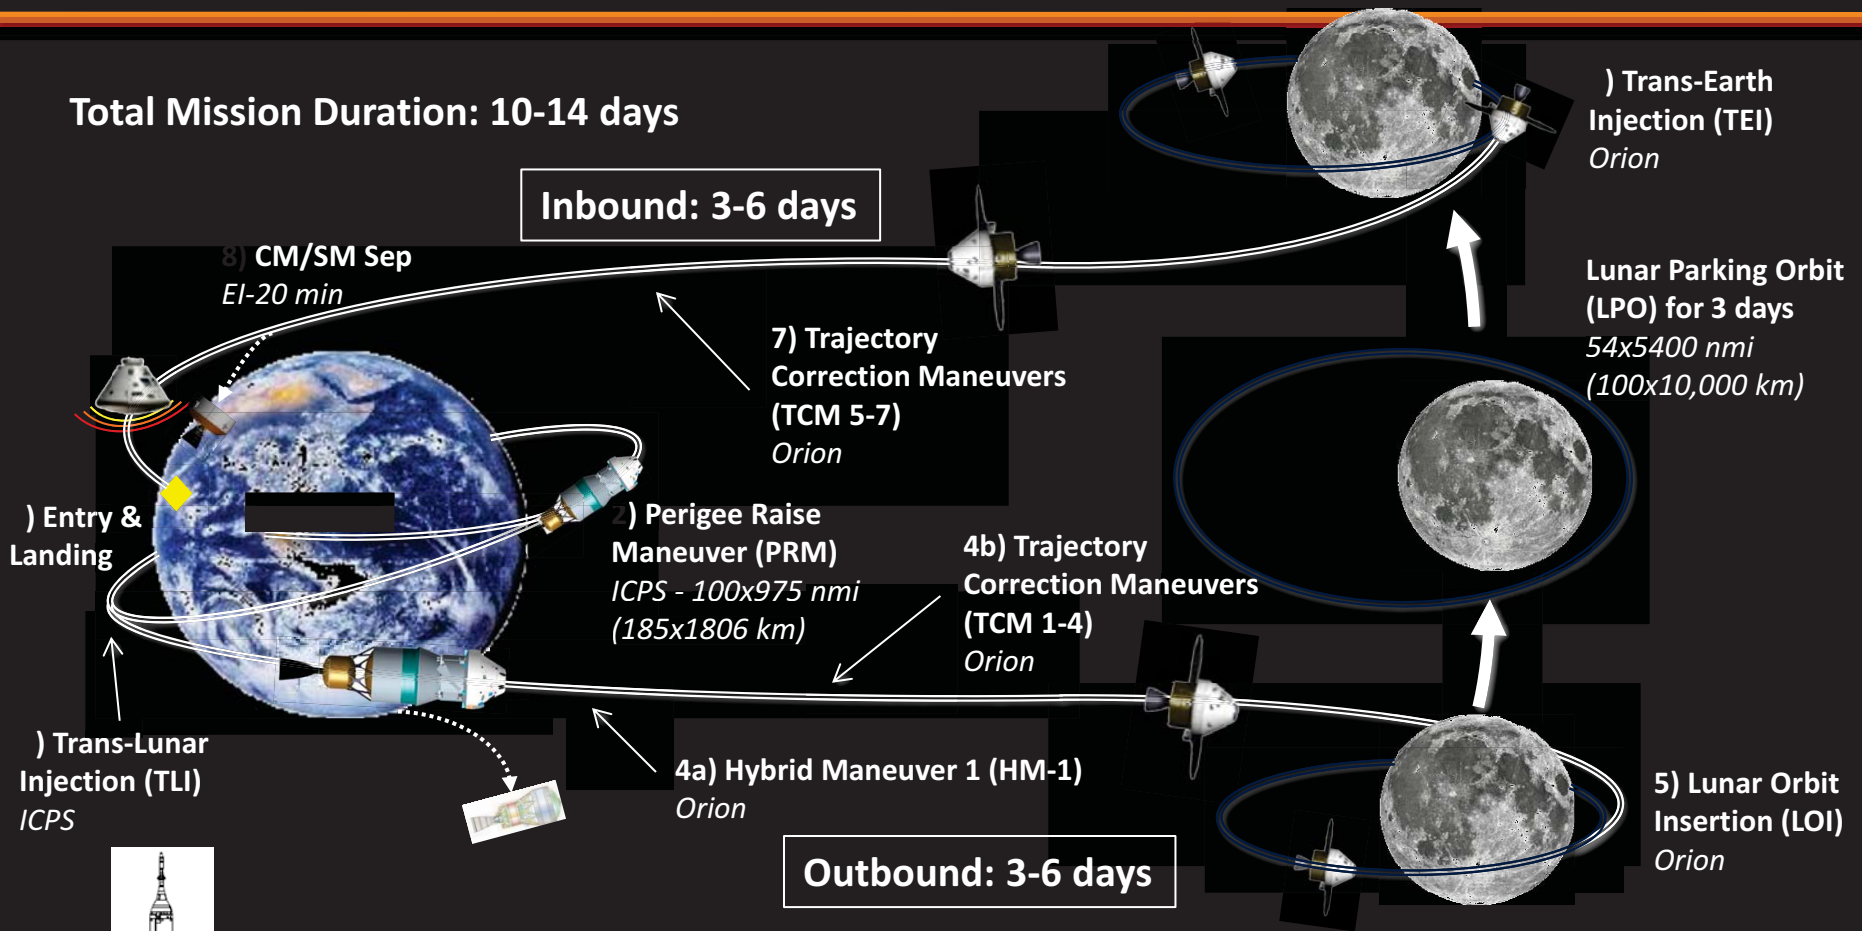 Total Mission Duration: 10-14 days
) Trans-Earth
Injection (TEI)
Orion
Inbound: 3-6 days
8) CM/SM Sep
EI-20 min
Lunar Parking Orbit
(LPO) for 3 days
54x5400 nmi
(100x10,000 km)
7) Trajectory
Correction Maneuvers
(TCM 5-7)
Orion
) Entry &
Landing
2) Perigee Raise
Maneuver (PRM)
ICPS - 100x975 nmi
(185x1806 km)
4b) Trajectory
Correction Maneuvers
(TCM 1-4)
Orion
) Trans-Lunar
Injection (TLI)
ICPS
4a) Hybrid Maneuver 1 (HM-1)
Orion
5) Lunar Orbit
Insertion (LOI)
Orion
Outbound: 3-6 days